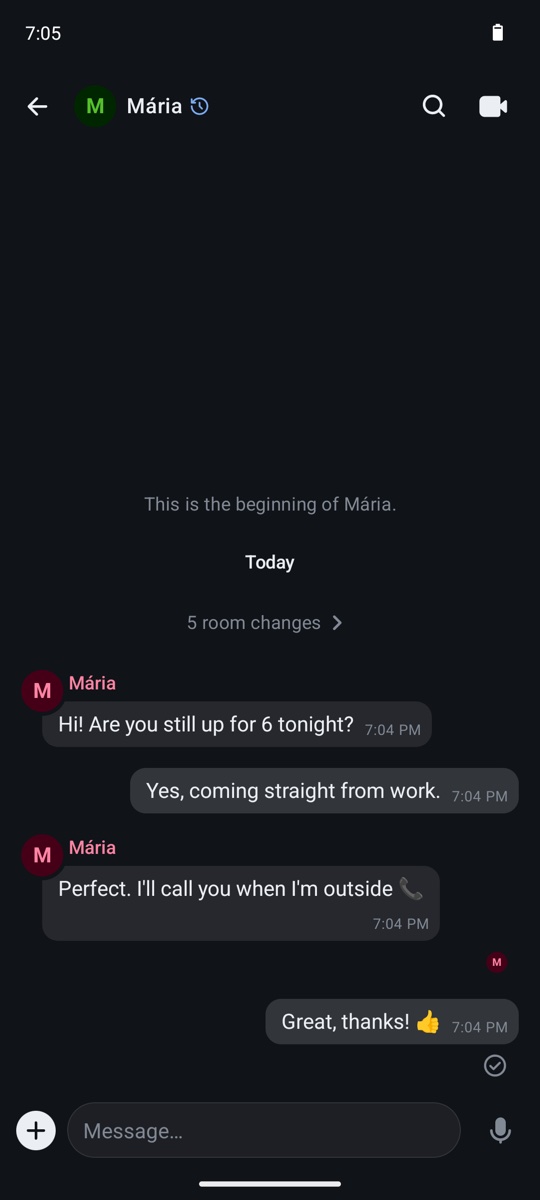 7:05
M Mária
This is the beginning of Mária.
Today
5 room changes
Mária
M
Hi! Are you still up for 6 tonight? 7:04 PM
Yes, coming straight from work. 7:04 PM
Mária
M
Perfect. I'll call you when I'm outside 📞
7:04 PM
M
Great, thanks! 👍 7:04 PM
Message…